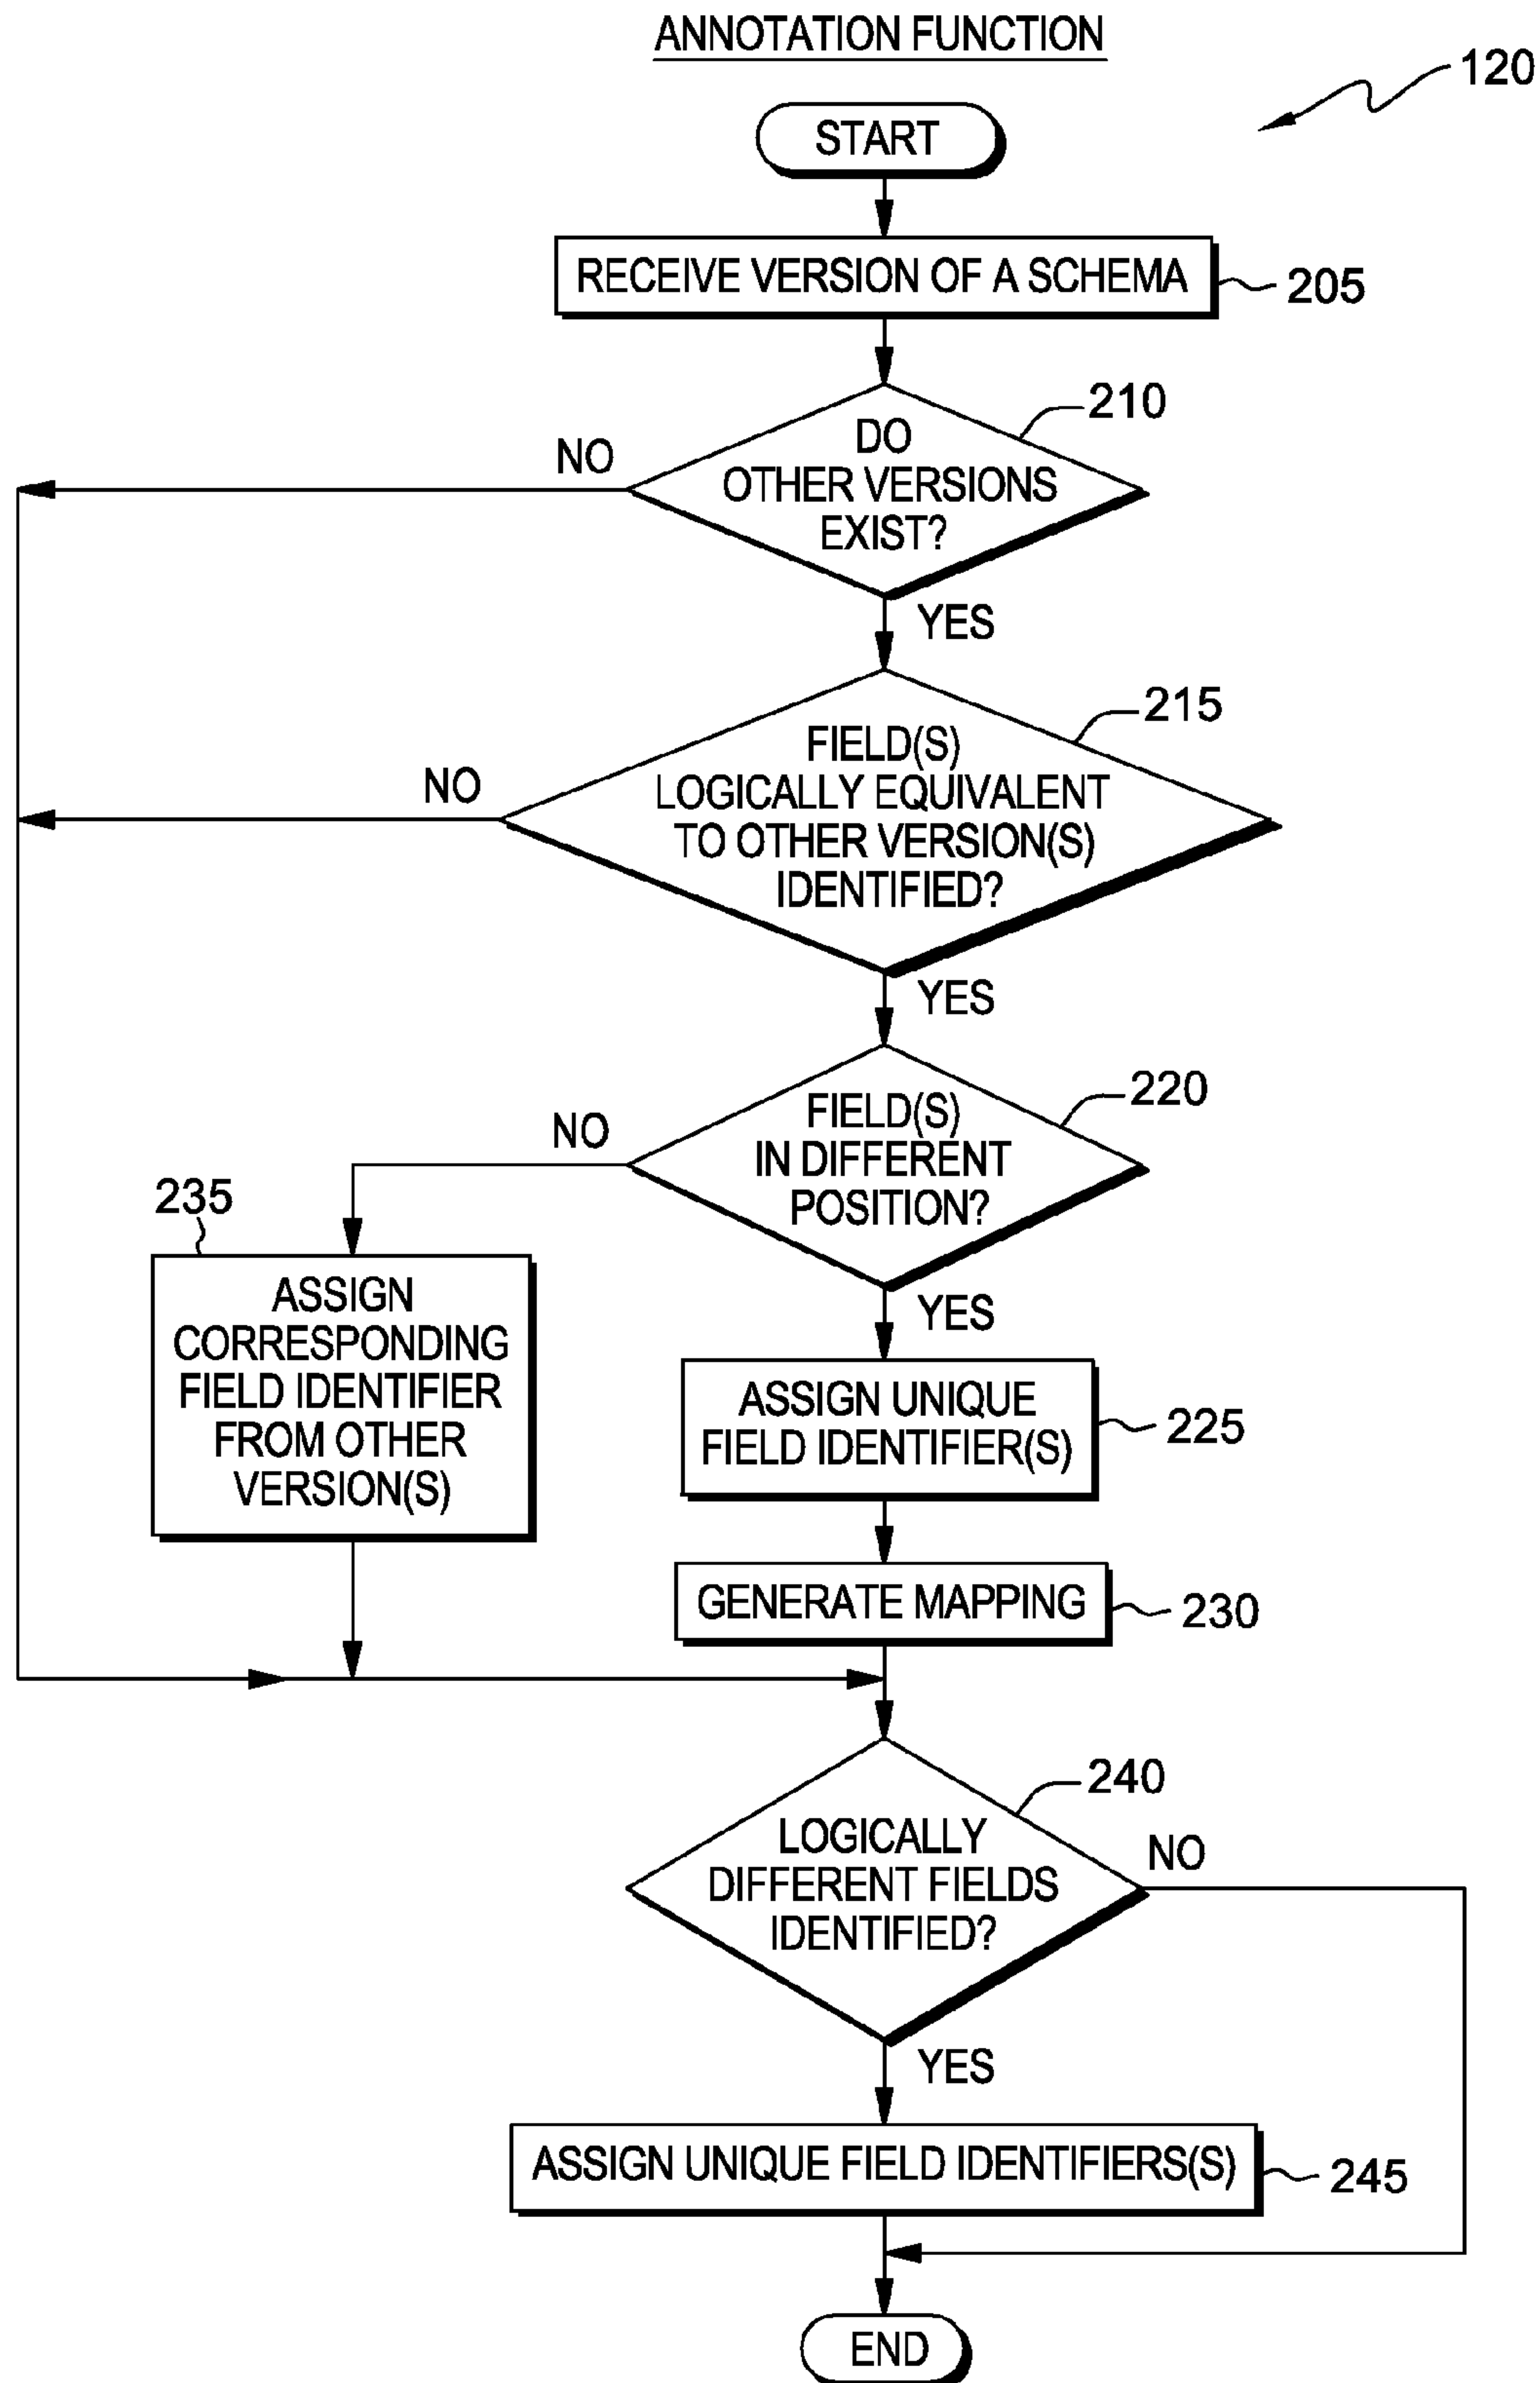 ANNOTATION FUNCTION
120
START
RECEIVE VERSION OF A SCHEMA
205
210
DO
OTHER VERSIONS
EXIST?
NO
YES
215
FIELD(S)
LOGICALLY EQUIVALENT
TO OTHER VERSION(S)
IDENTIFIED?
NO
YES
220
FIELD(S)
IN DIFFERENT
POSITION?
NO
YES
235
ASSIGN
CORRESPONDING
FIELD IDENTIFIER
FROM OTHER
VERSION(S)
ASSIGN UNIQUE
FIELD IDENTIFIER(S)
225
GENERATE MAPPING
230
240
LOGICALLY
DIFFERENT FIELDS
IDENTIFIED?
NO
YES
ASSIGN UNIQUE FIELD IDENTIFIERS(S)
245
END